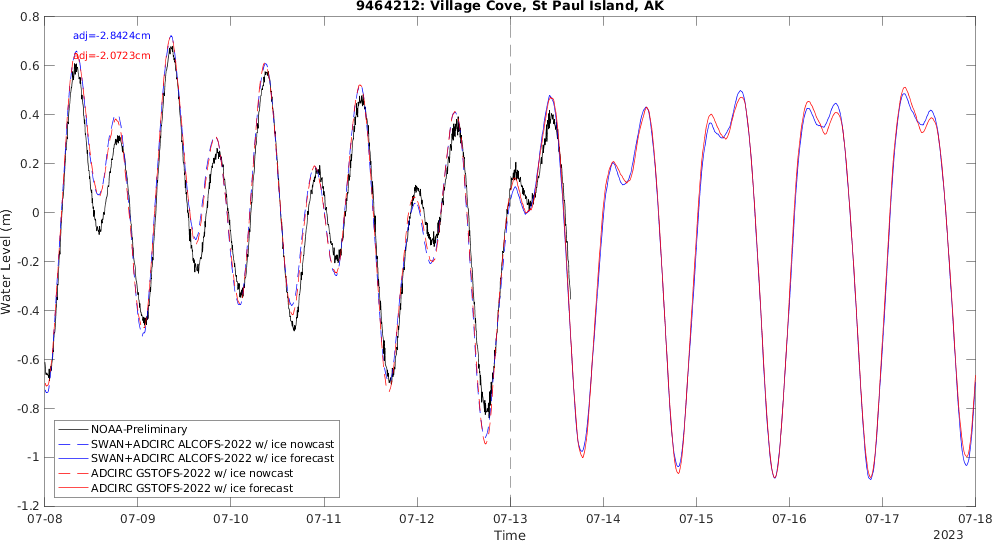 9464212: Village Cove, St Paul Island, AK
adj=-2.8424cm
adj=-2.0723cm
Water Level (m)
0.8
0.6
0.4
0.2
0
-0.2
-0.4
-0.6
-0.8
-1
-1.2
NOAA-Preliminary
SWAN+ADCIRC ALCOFS-2022 w/ ice nowcast
SWAN+ADCIRC ALCOFS-2022 w/ ice forecast
ADCIRC GSTOFS-2022 w/ ice nowcast
ADCIRC GSTOFS-2022 w/ ice forecast
07-08 07-09 07-10 07-11 07-12 07-13 07-14 07-15 07-16 07-17 07-18
Time
2023